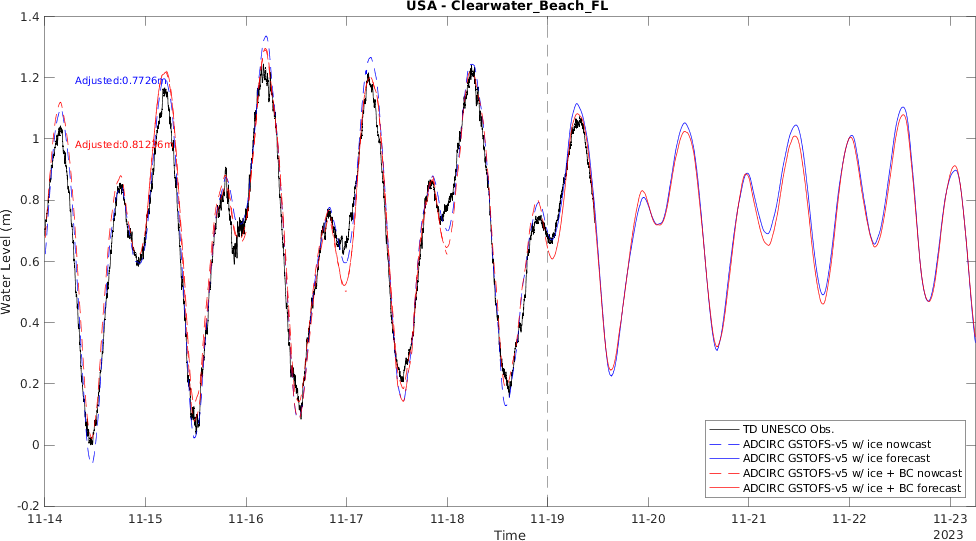 USA - Clearwater_Beach_FL
1.4
1.2
1
0.8
0.6
0.4
0.2
0
-0.2
Water Level (m)
Adjusted:0.7726m
Adjusted:0.81226m
TD UNESCO Obs.
ADCIRC GSTOFS-v5 w/ ice nowcast
ADCIRC GSTOFS-v5 w/ ice forecast
ADCIRC GSTOFS-v5 w/ ice + BC nowcast
ADCIRC GSTOFS-v5 w/ ice + BC forecast
11-14 11-15 11-16 11-17 11-18 11-19 11-20 11-21 11-22 11-23
Time
2023